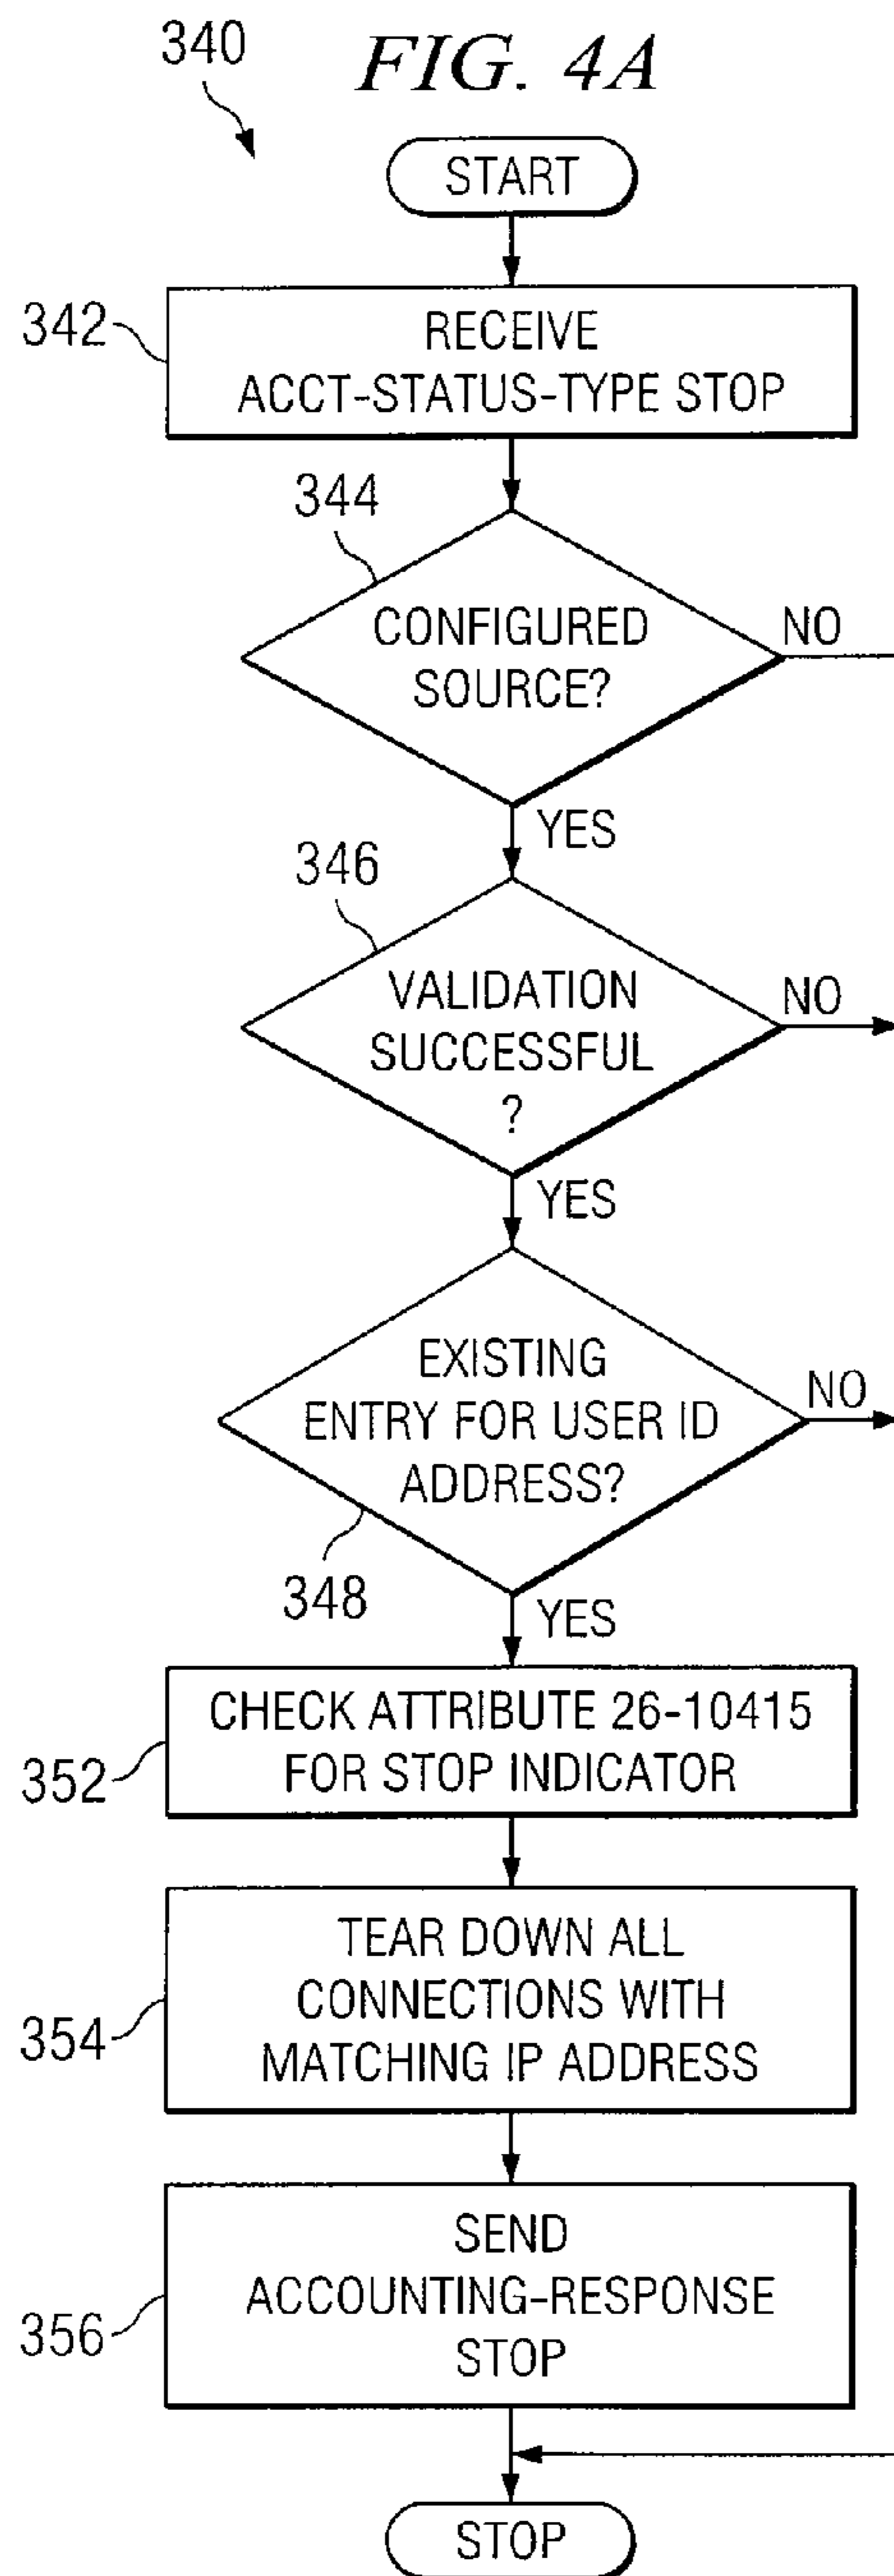 340
FIG. 4A
START
342
RECEIVE
ACCT-STATUS-TYPE STOP
344
CONFIGURED
SOURCE?
NO
YES
346
VALIDATION
SUCCESSFUL
?
NO
YES
EXISTING
ENTRY FOR USER ID
ADDRESS?
NO
348
YES
CHECK ATTRIBUTE 26-10415
FOR STOP INDICATOR
352
TEAR DOWN ALL
CONNECTIONS WITH
MATCHING IP ADDRESS
354
SEND
ACCOUNTING-RESPONSE
STOP
356
STOP